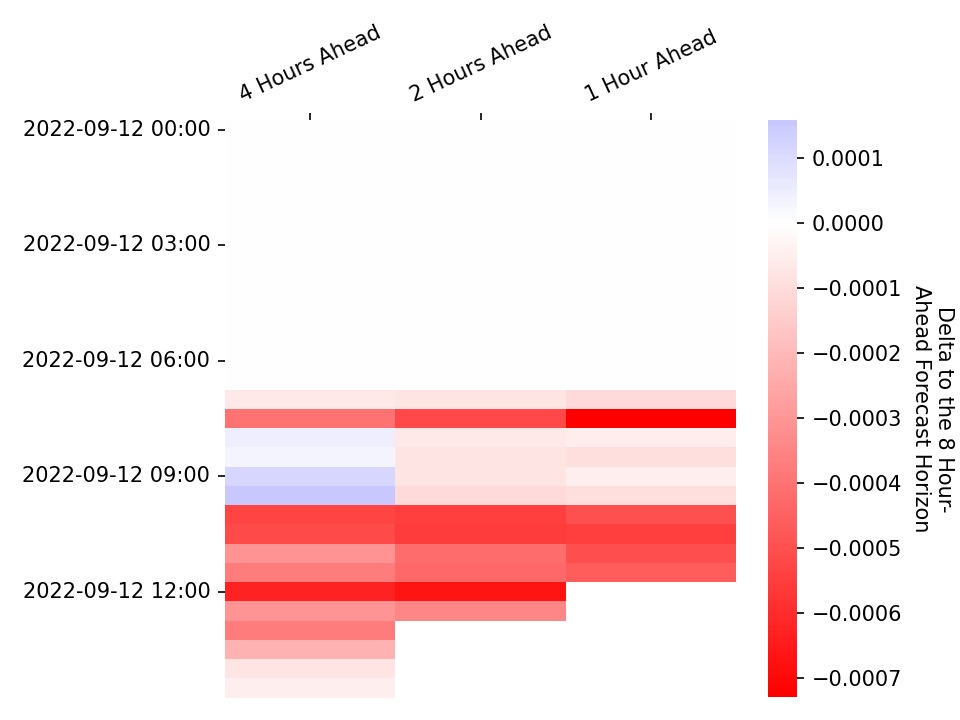 4 Hours Ahead
2 Hours Ahead
1 Hour Ahead
2022-09-12 00:00
2022-09-12 03:00
2022-09-12 06:00
2022-09-12 09:00
2022-09-12 12:00
0.0001
0.0000
−0.0001
−0.0002
−0.0003
−0.0004
−0.0005
−0.0006
−0.0007
Delta to the 8 Hour-
Ahead Forecast Horizon